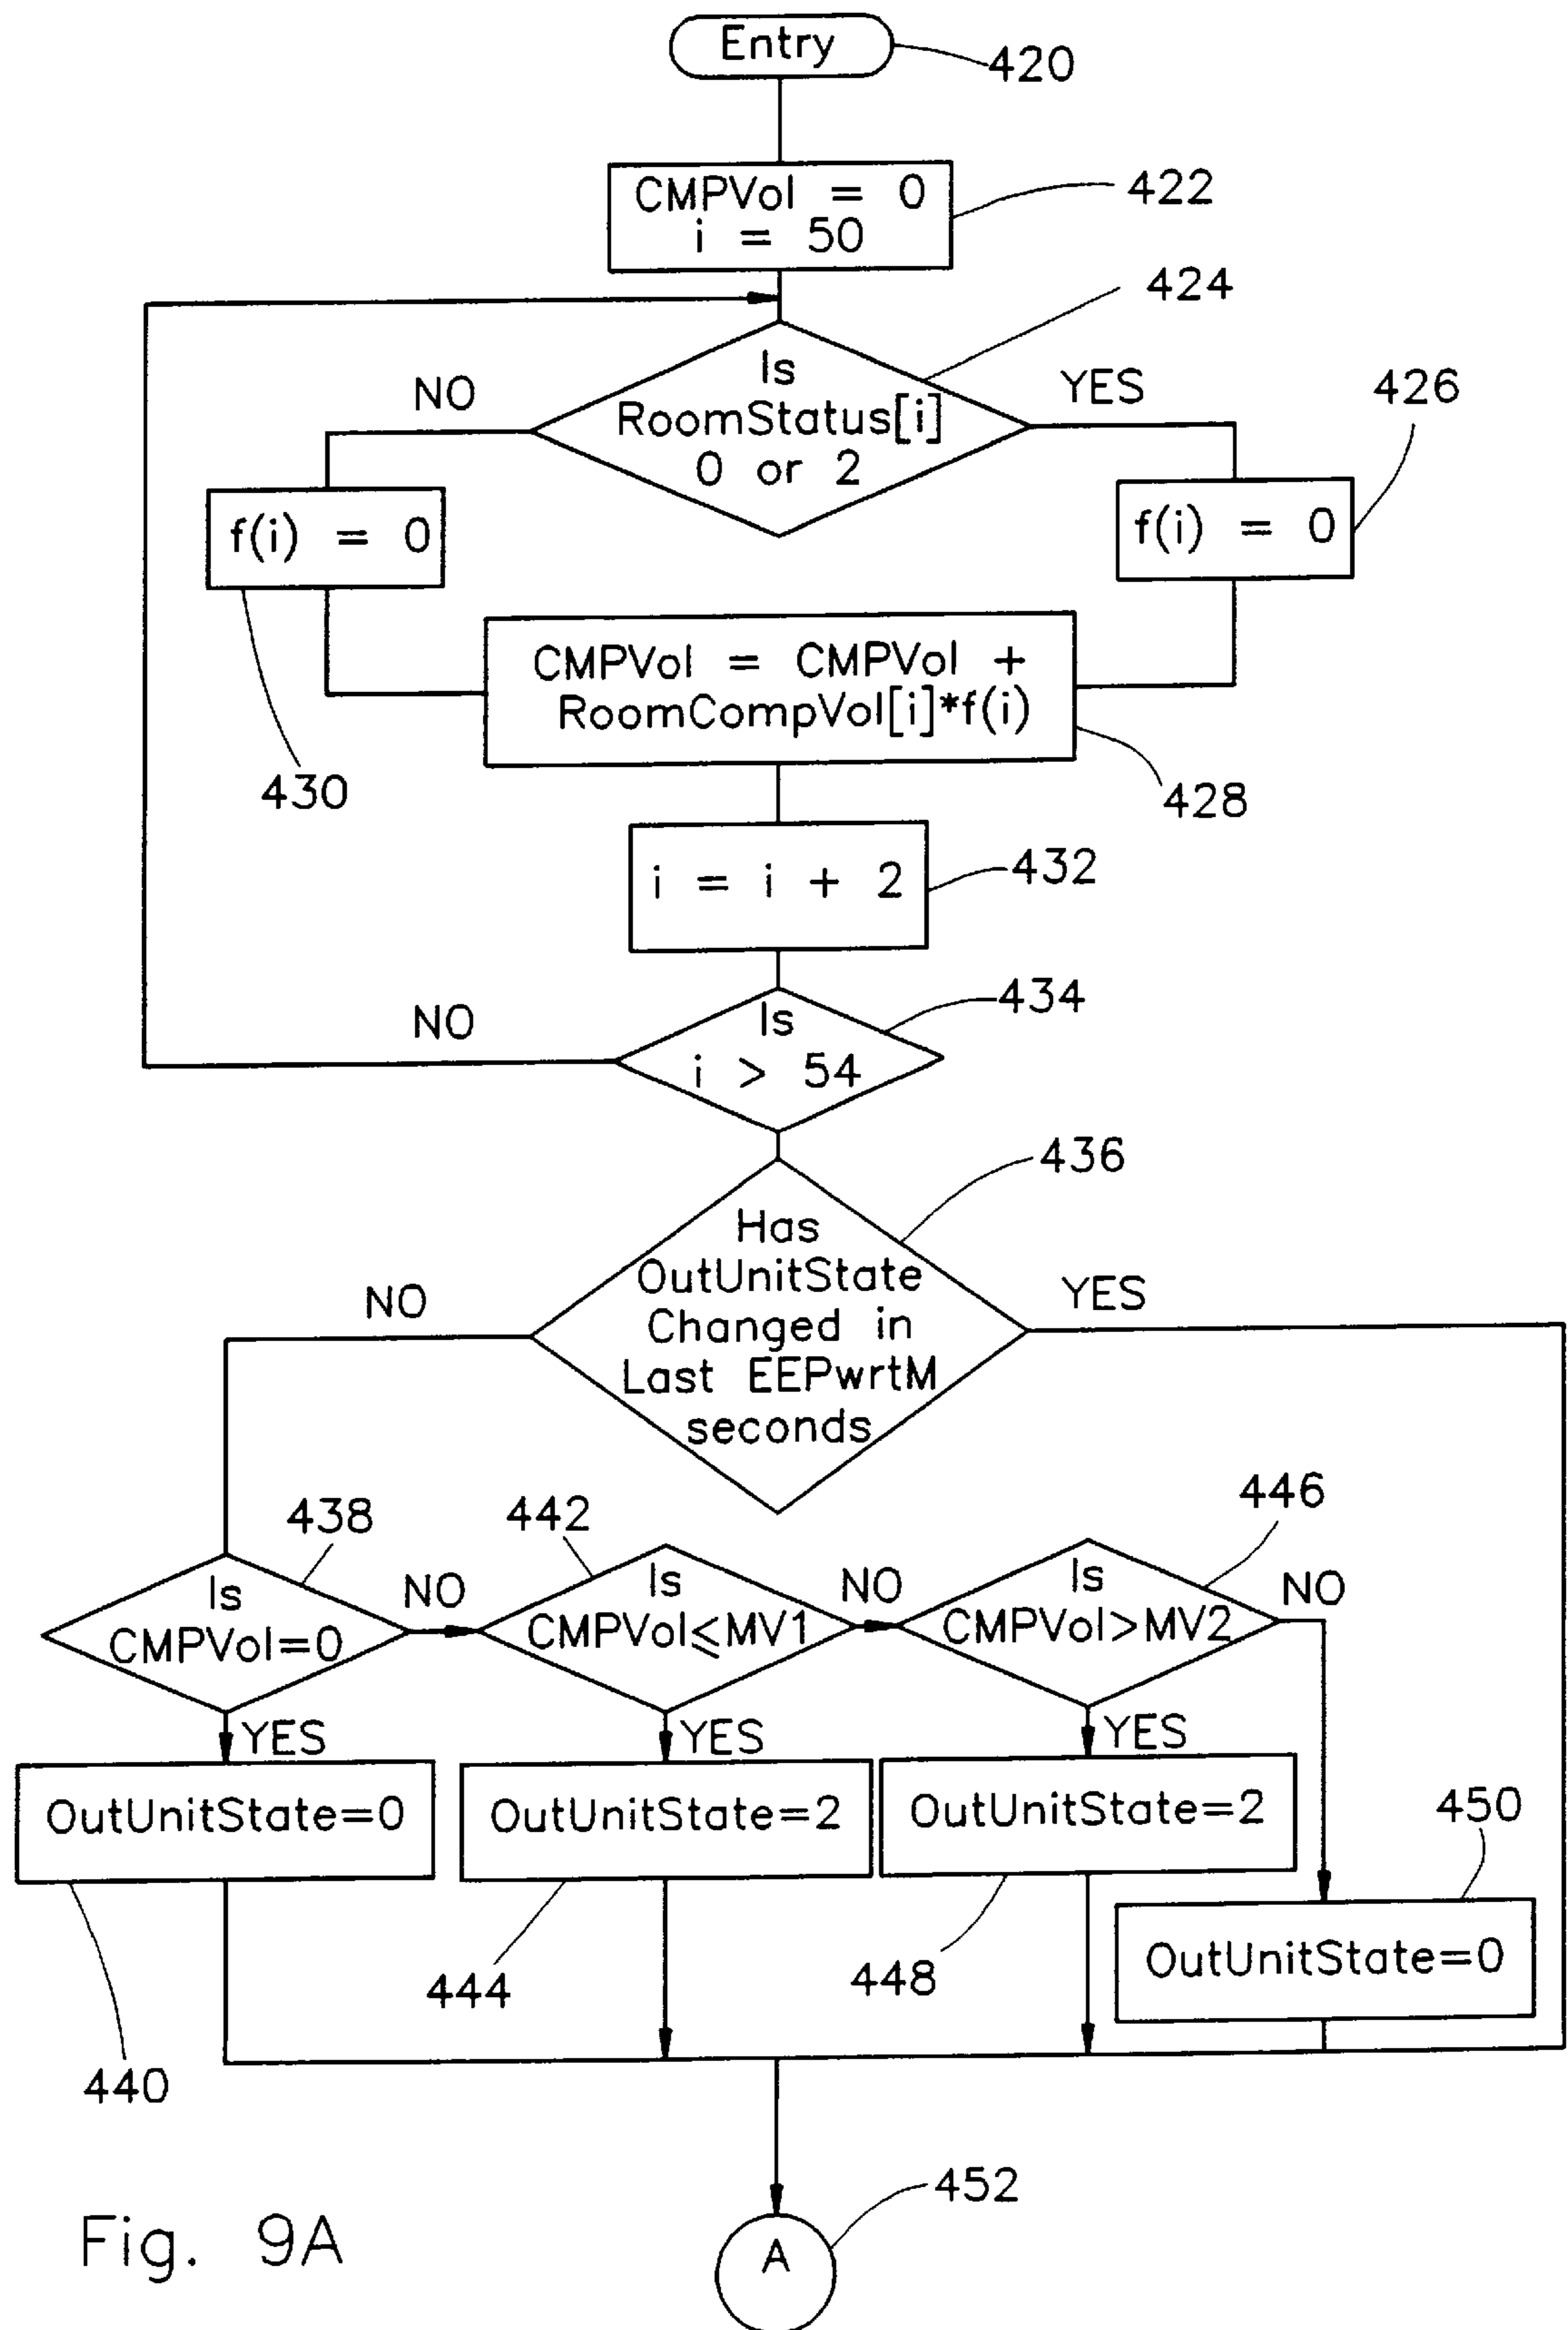 Entry
420
CMPVol = 0
i = 50
422
424
Is
RoomStatus[i]
0 or 2
NO
YES
426
f(i) = 0
f(i) = 0
CMPVol = CMPVol +
RoomCompVol[i]*f(i)
430
428
i = i + 2
432
434
Is
i > 54
NO
436
Has
OutUnitState
Changed in
Last EEPwrtM
seconds
NO
YES
438
442
446
Is
CMPVol=0
NO
Is
CMPVol≤MV1
NO
Is
CMPVol>MV2
NO
YES
YES
YES
OutUnitState=0
OutUnitState=2
OutUnitState=2
450
OutUnitState=0
440
444
448
452
A
Fig. 9A